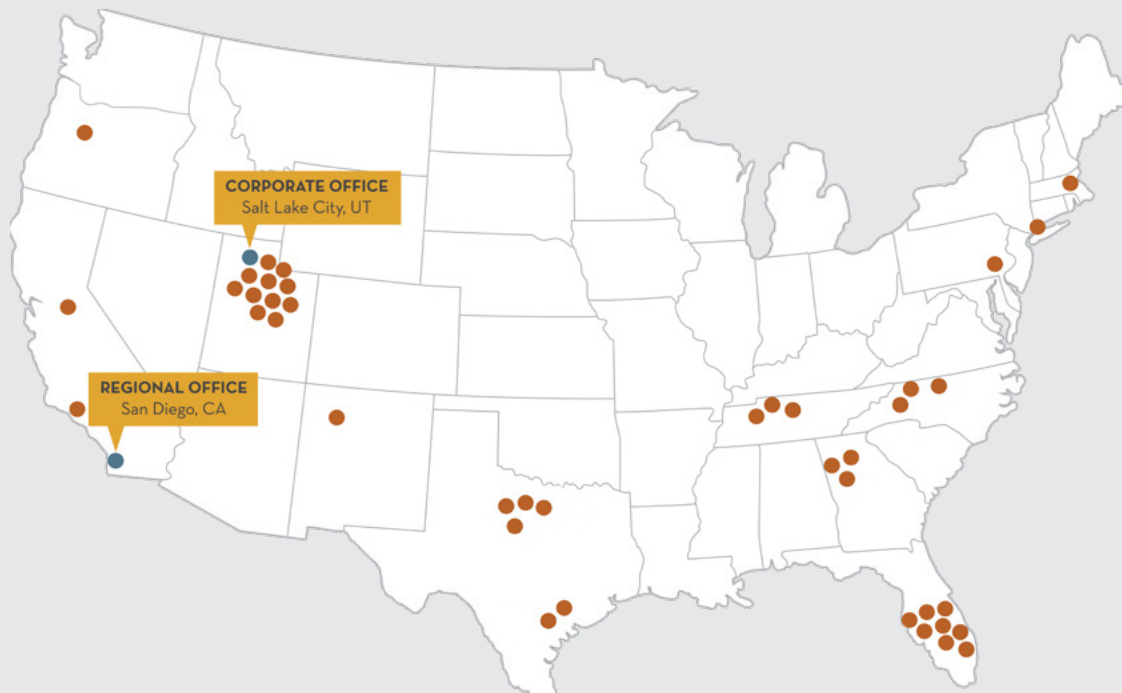 CORPORATE OFFICE
Salt Lake City, UT
REGIONAL OFFICE
San Diego, CA